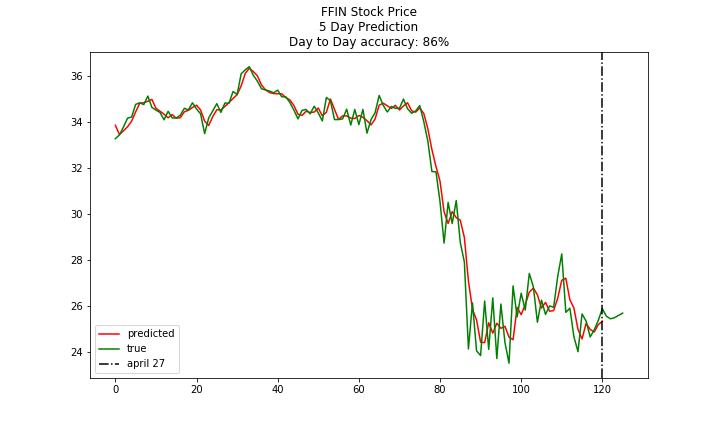 FFIN Stock Price
5 Day Prediction
Day to Day accuracy: 86%
36
34
32
30
28
26
24
predicted
true
april 27
0
20
40
60
80
100
120